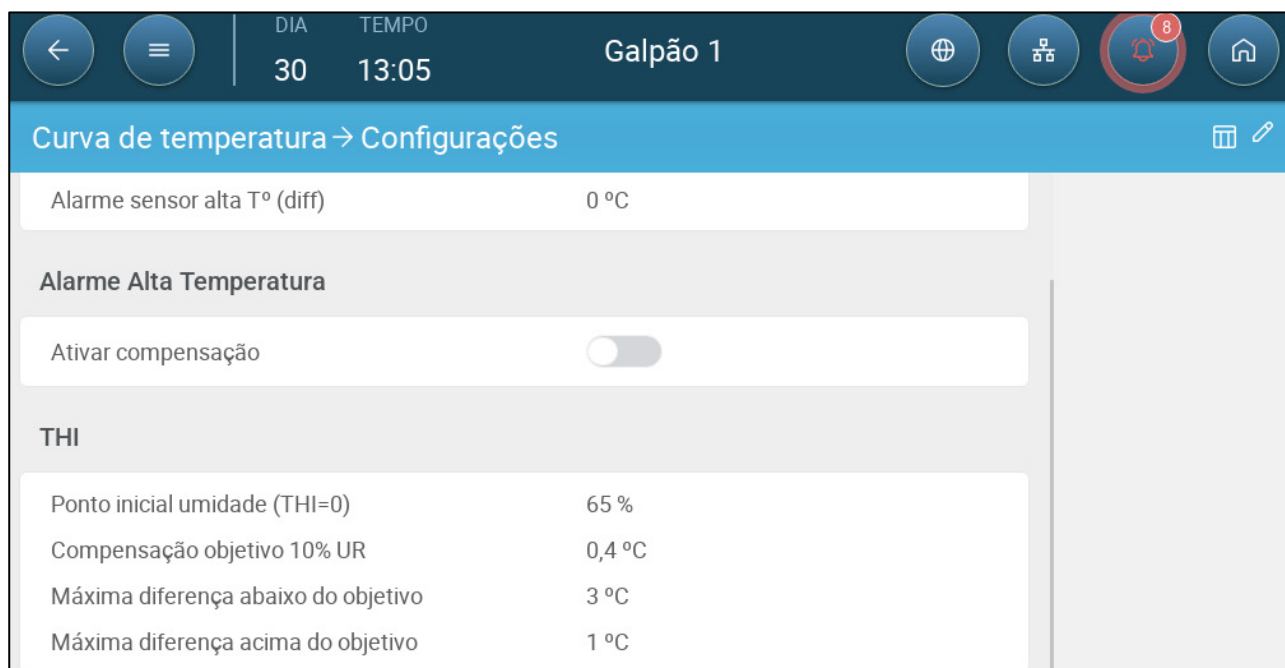 DIA TEMPO
30 13:05
Galpão 1
8
Curva de temperatura → Configurações
Alarme sensor alta Tº (diff) 0 ºC
Alarme Alta Temperatura
Ativar compensação
THI
Ponto inicial umidade (THI=0) 65 %
Compensação objetivo 10% UR 0,4 ºC
Máxima diferença abaixo do objetivo 3 ºC
Máxima diferença acima do objetivo 1 ºC